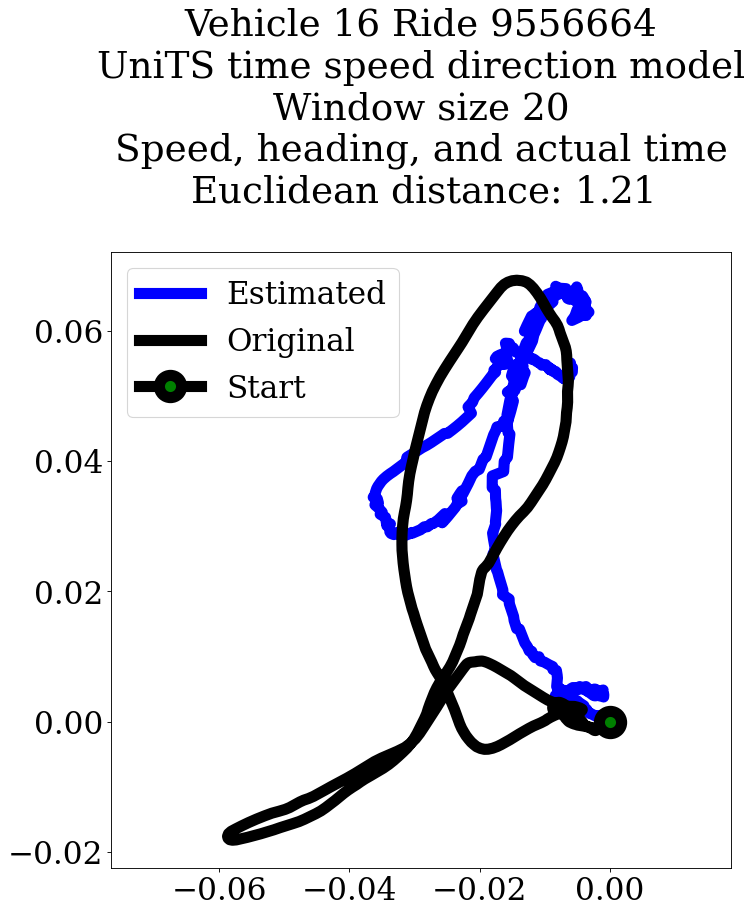 Vehicle 16 Ride 9556664
UniTS time speed direction model
Window size 20
Speed, heading, and actual time
Euclidean distance: 1.21
Estimated
Original
Start
0.06
0.04
0.02
0.00
−0.02
−0.06 −0.04 −0.02 0.00